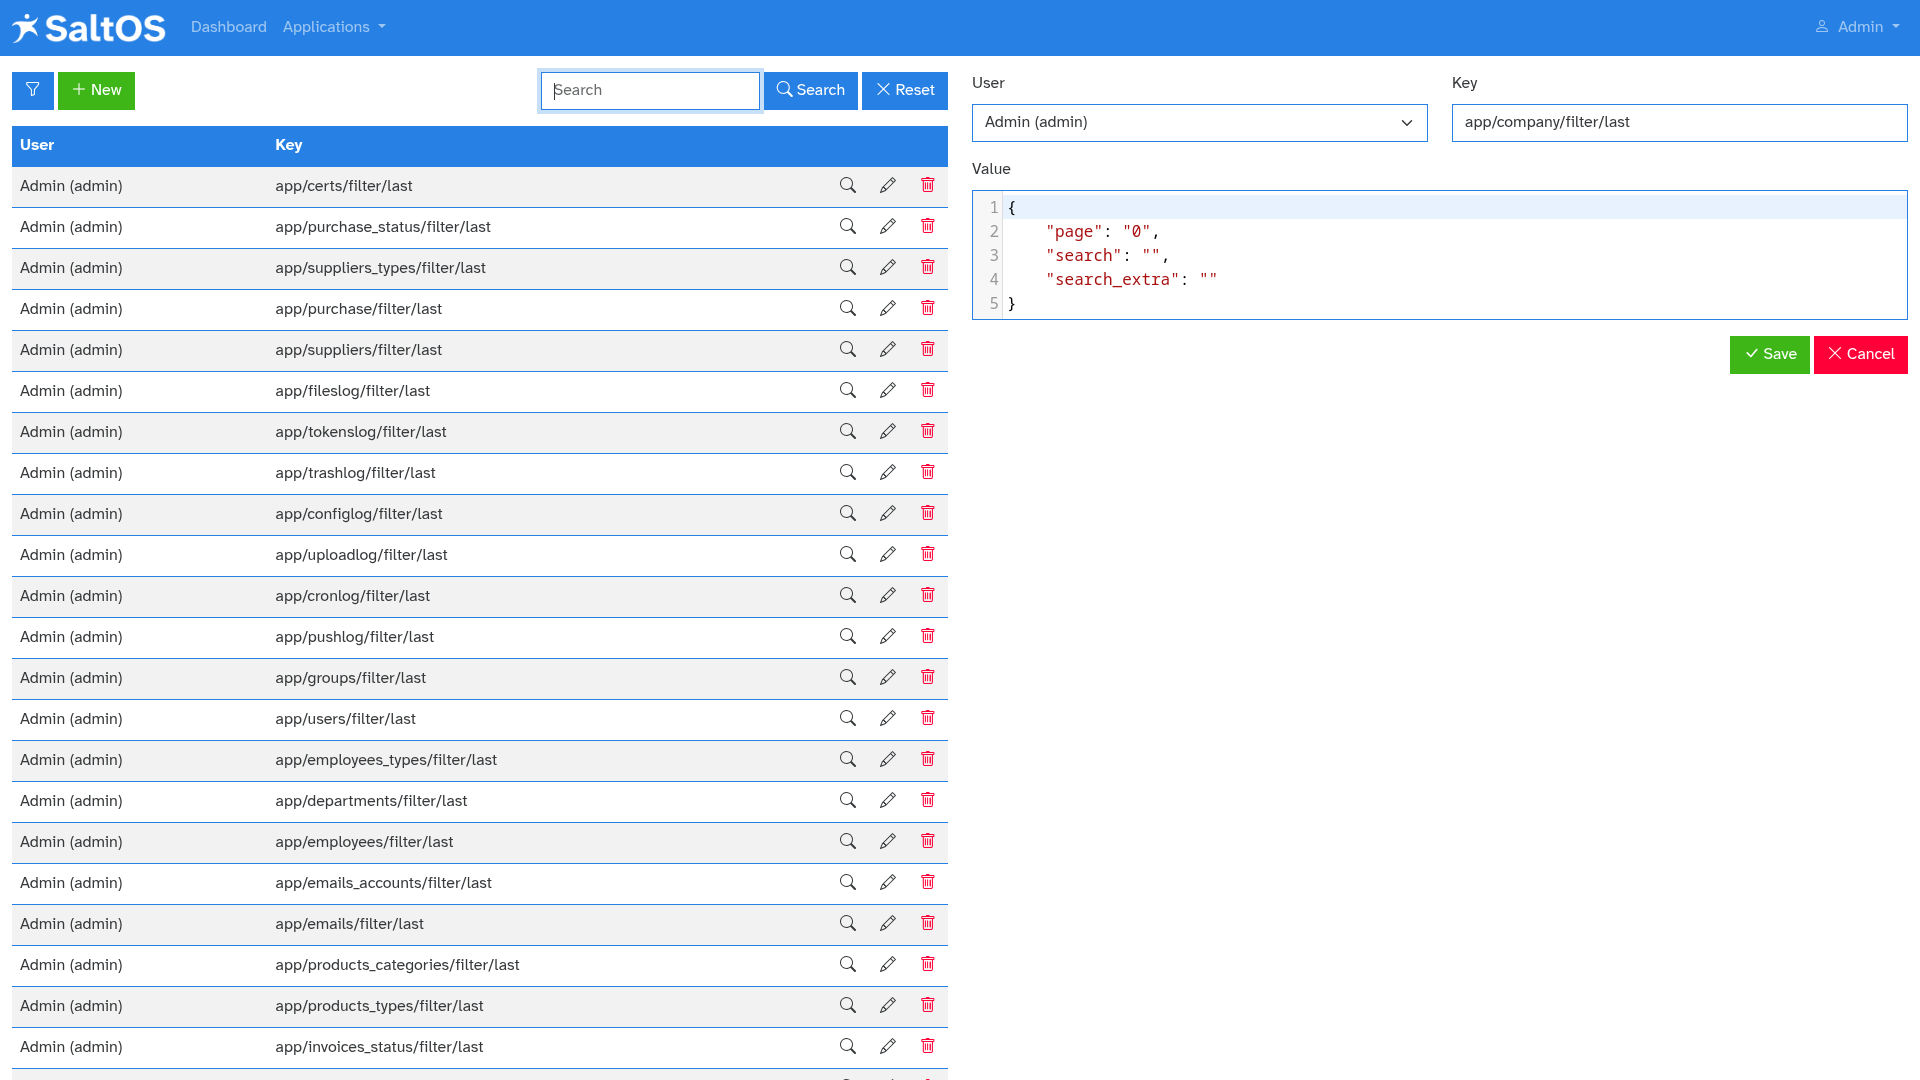 SaltOS Dashboard Applications Admin
New Search Search Reset
User Key
Admin (admin) app/certs/filter/last
Admin (admin) app/purchase_status/filter/last
Admin (admin) app/suppliers_types/filter/last
Admin (admin) app/purchase/filter/last
Admin (admin) app/suppliers/filter/last
Admin (admin) app/fileslog/filter/last
Admin (admin) app/tokenslog/filter/last
Admin (admin) app/trashlog/filter/last
Admin (admin) app/configlog/filter/last
Admin (admin) app/uploadlog/filter/last
Admin (admin) app/cronlog/filter/last
Admin (admin) app/pushlog/filter/last
Admin (admin) app/groups/filter/last
Admin (admin) app/users/filter/last
Admin (admin) app/employees_types/filter/last
Admin (admin) app/departments/filter/last
Admin (admin) app/employees/filter/last
Admin (admin) app/emails_accounts/filter/last
Admin (admin) app/emails/filter/last
Admin (admin) app/products_categories/filter/last
Admin (admin) app/products_types/filter/last
Admin (admin) app/invoices_status/filter/last
User Key
Admin (admin) app/company/filter/last
Value
1 {
2     "page": "0",
3     "search": "",
4     "search_extra": ""
5 }
Save Cancel